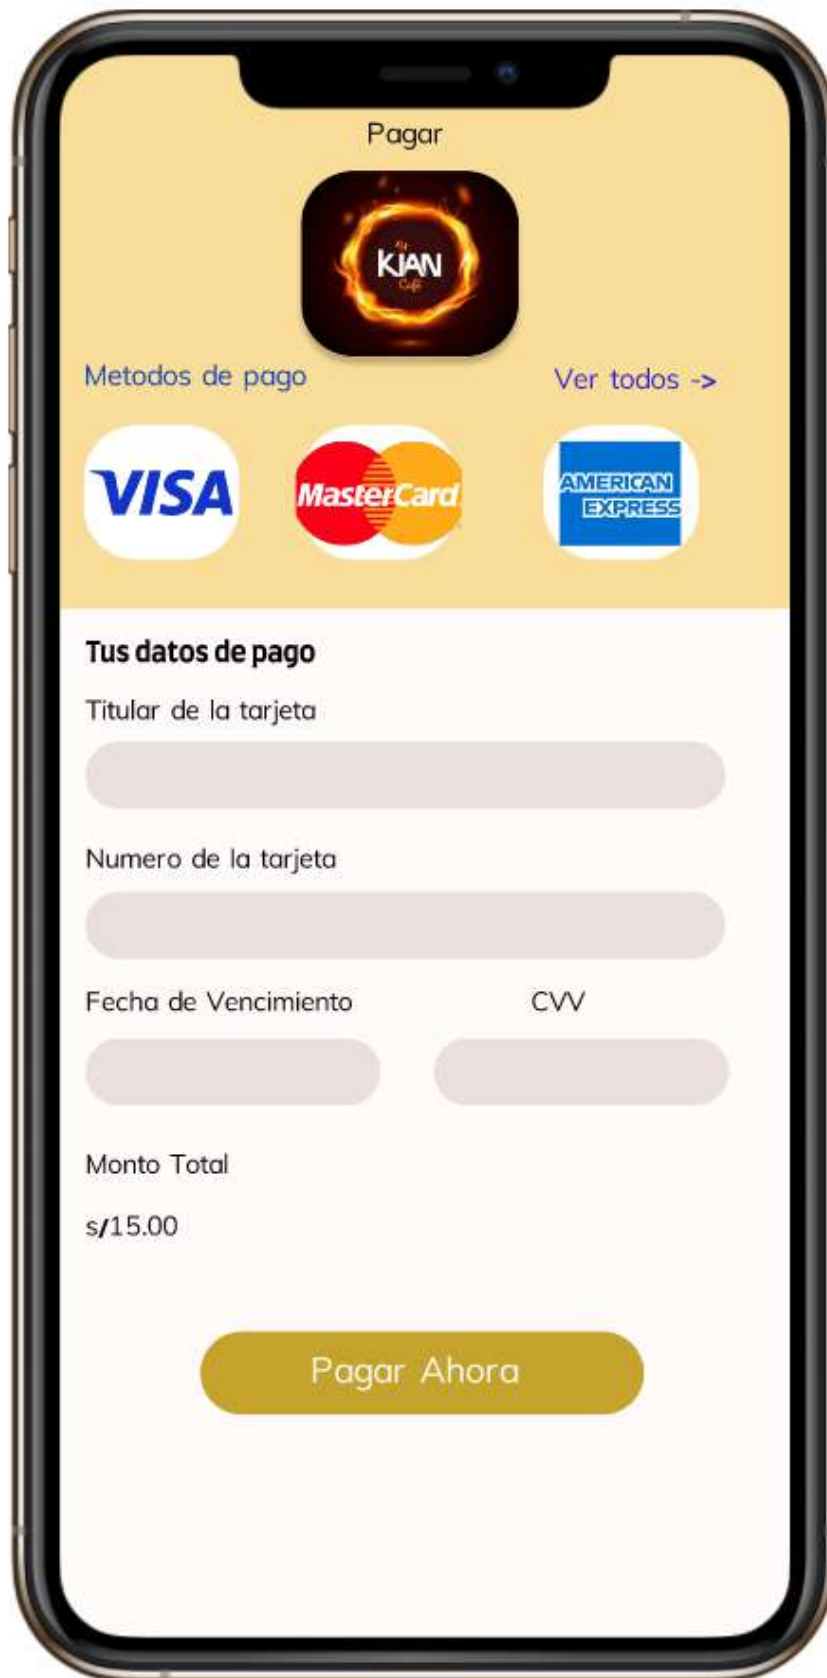 Pagar
KIAN
Café
Metodos de pago
Ver todos ->
VISA
MasterCard
AMERICAN
EXPRESS
Tus datos de pago
Titular de la tarjeta
Numero de la tarjeta
Fecha de Vencimiento
CVV
Monto Total
s/15.00
Pagar Ahora